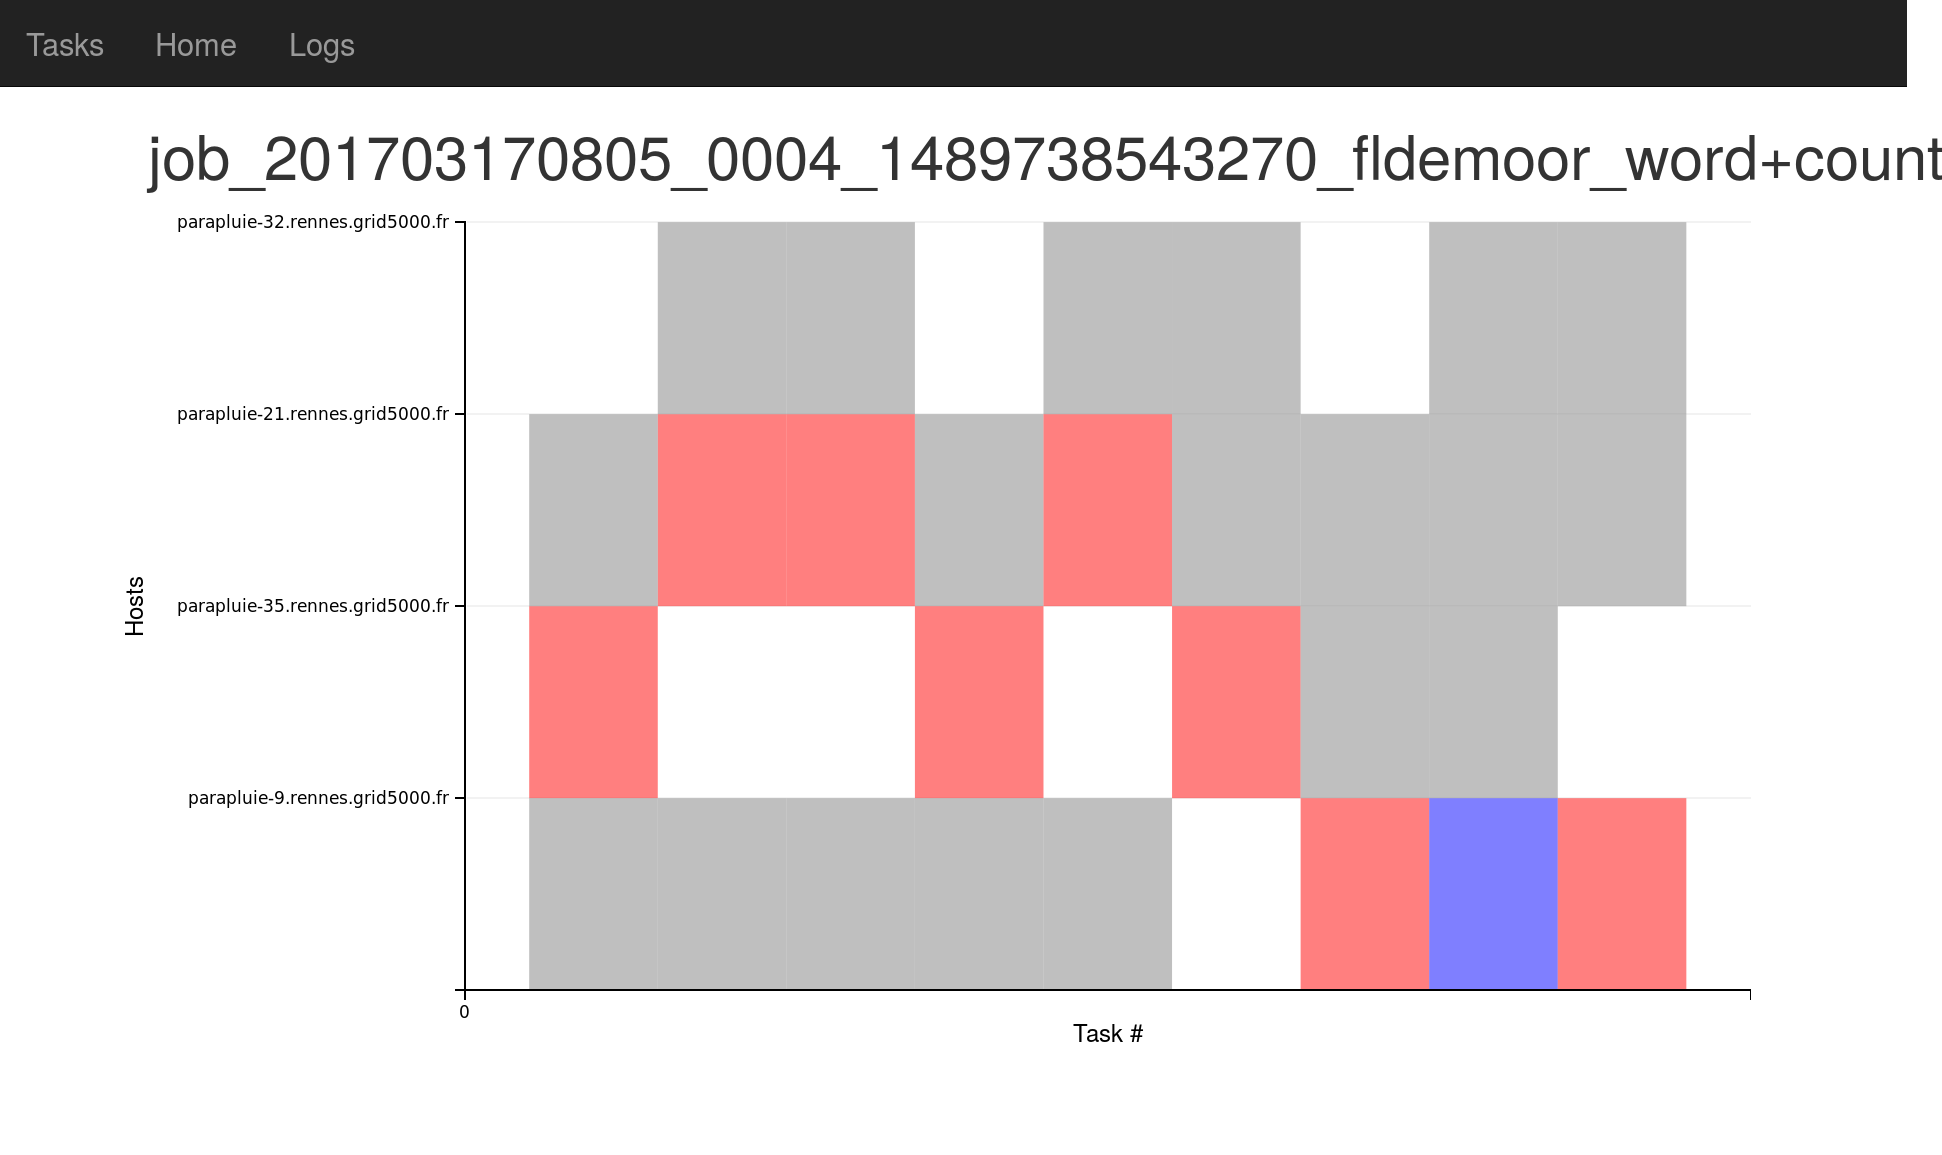 Tasks Home Logs
job_201703170805_0004_1489738543270_fldemoor_word+count
parapluie-32.rennes.grid5000.fr
parapluie-21.rennes.grid5000.fr
Hosts
parapluie-35.rennes.grid5000.fr
parapluie-9.rennes.grid5000.fr
0
Task #